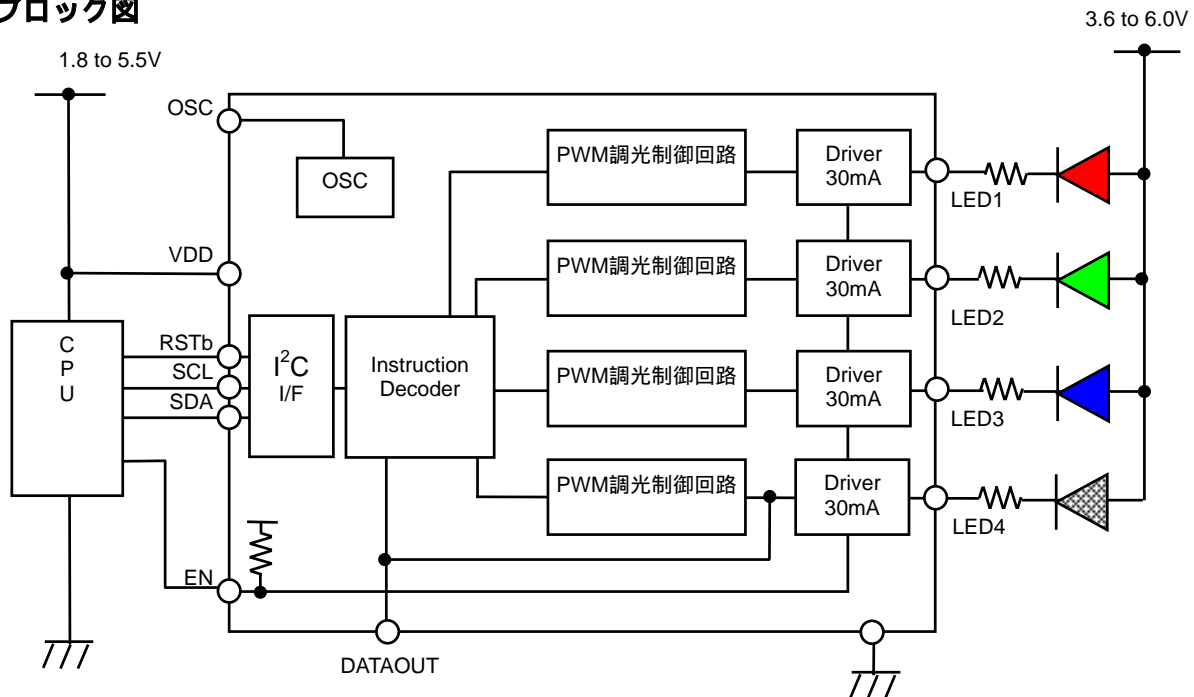 ブロック図
3.6 to 6.0V
1.8 to 5.5V
OSC
OSC
PWM調光制御回路
Driver
30mA
LED1
VDD
PWM調光制御回路
Driver
30mA
LED2
CPU
RSTb
SCL
SDA
I²C
I/F
Instruction
Decoder
PWM調光制御回路
Driver
30mA
LED3
PWM調光制御回路
Driver
30mA
LED4
EN
DATAOUT